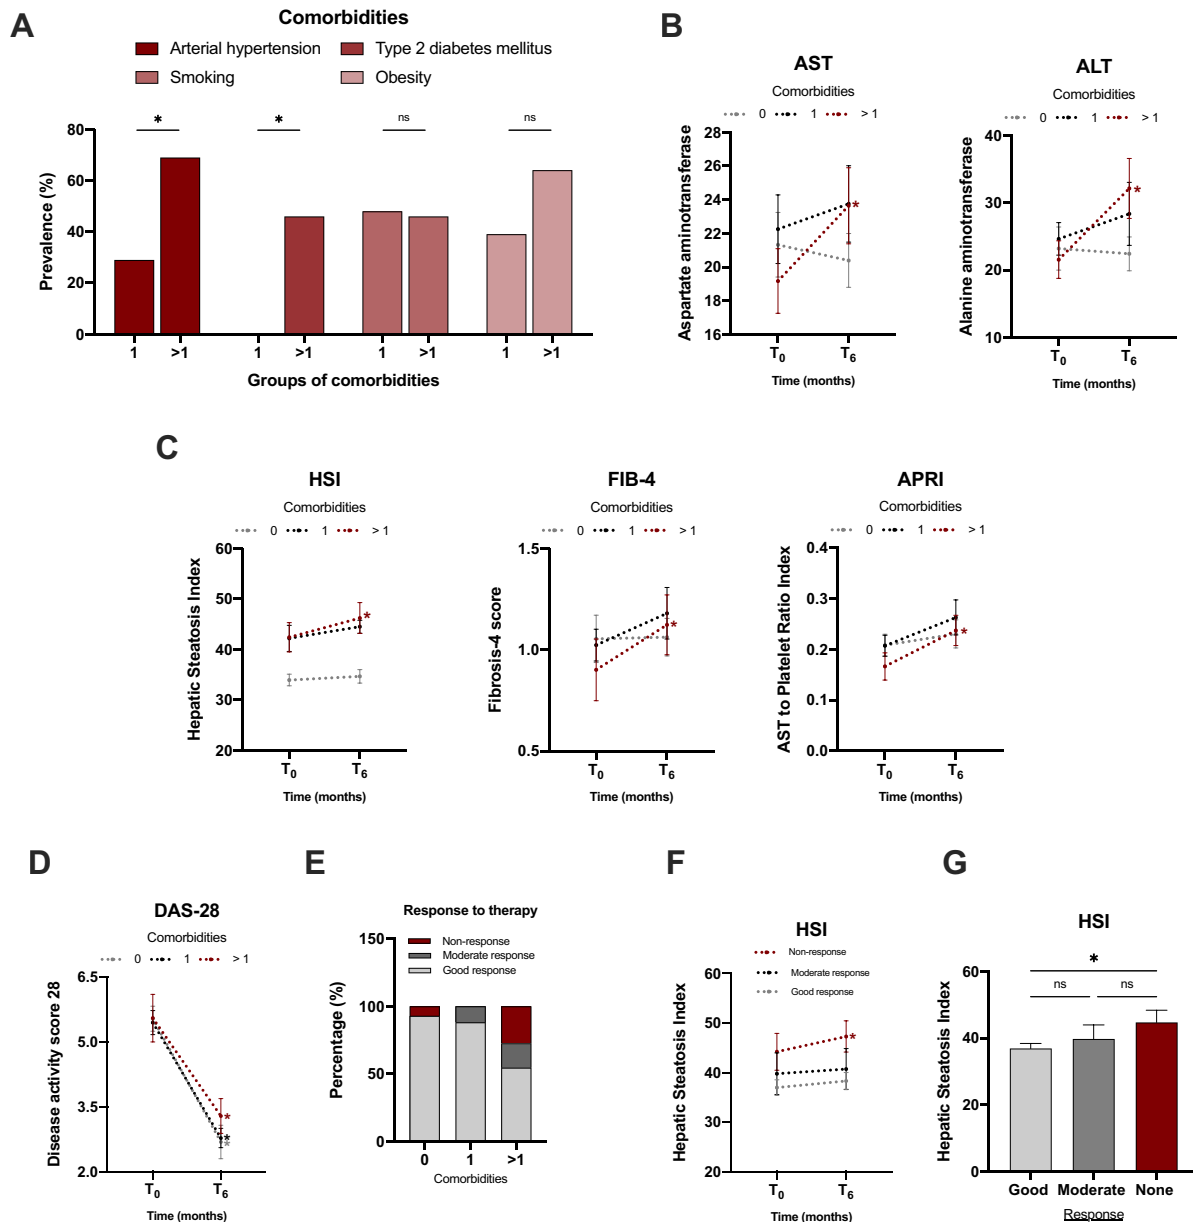 A
Comorbidities
Arterial hypertension
Type 2 diabetes mellitus
Smoking
Obesity
* * ns ns
Prevalence (%)
80
60
40
20
0
1 >1 1 >1 1 >1 1 >1
Groups of comorbidities
B
AST
Comorbidities
0 1 > 1
Aspartate aminotransferase
28
26
24
22
20
18
16
*
T0 T6
Time (months)
ALT
Comorbidities
0 1 > 1
Alanine aminotransferase
40
30
20
10
*
T0 T6
Time (months)
C
HSI
Comorbidities
0 1 > 1
Hepatic Steatosis Index
60
50
40
30
20
*
T0 T6
Time (months)
FIB-4
Comorbidities
0 1 > 1
Fibrosis-4 score
1.5
1.0
0.5
*
T0 T6
Time (months)
APRI
Comorbidities
0 1 > 1
AST to Platelet Ratio Index
0.4
0.3
0.2
0.1
0.0
*
T0 T6
Time (months)
D
DAS-28
Comorbidities
0 1 > 1
Disease activity score 28
6.5
5.0
3.5
2.0
*
*
*
T0 T6
Time (months)
E
Response to therapy
Non-response
Moderate response
Good response
Percentage (%)
150
100
50
0
0 1 >1
Comorbidities
F
HSI
Non-response
Moderate response
Good response
Hepatic Steatosis Index
60
50
40
30
20
*
T0 T6
Time (months)
G
HSI
*
ns ns
Hepatic Steatosis Index
60
40
20
0
Good Moderate None
Response